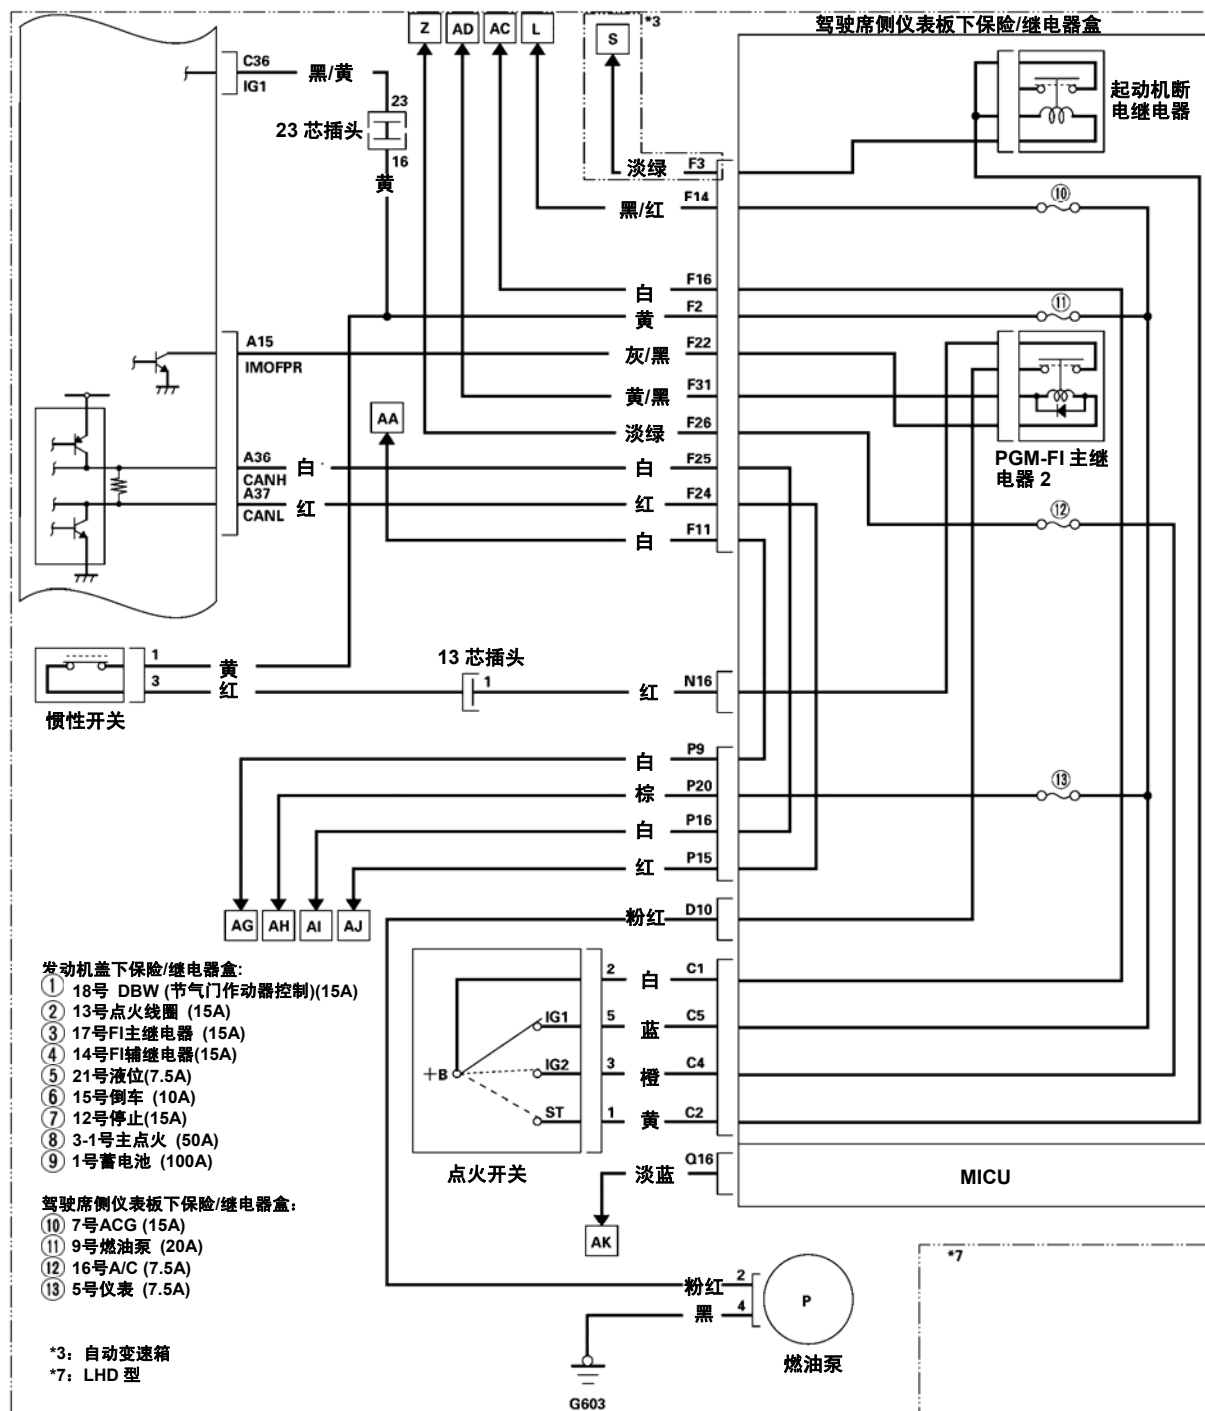 驾驶席侧仪表板下保险/继电器盒
Z
AD
AC
L
S
*3
C36
IG1
黑/黄
23
23 芯插头
16
黄
起动机断
电继电器
淡绿 F3
黑/红 F14
⑩
白 F16
黄 F2
⑪
A15
IMOFPR
灰/黑 F22
黄/黑 F31
AA
淡绿 F26
PGM-FI 主继
电器 2
A36
CANH
白
白 F25
A37
CANL
红
红 F24
⑫
白 F11
13 芯插头
1
黄
3
红
1
红 N16
惯性开关
白 P9
棕 P20
⑬
白 P16
红 P15
AG
AH
AI
AJ
粉红 D10
2 白 C1
IG1 5 蓝 C5
+B
IG2 3 橙 C4
ST 1 黄 C2
点火开关
淡蓝 Q16
MICU
AK
发动机盖下保险/继电器盒:
① 18号 DBW (节气门作动器控制)(15A)
② 13号点火线圈 (15A)
③ 17号FI主继电器 (15A)
④ 14号FI辅继电器(15A)
⑤ 21号液位(7.5A)
⑥ 15号倒车 (10A)
⑦ 12号停止(15A)
⑧ 3-1号主点火 (50A)
⑨ 1号蓄电池 (100A)
驾驶席侧仪表板下保险/继电器盒:
⑩ 7号ACG (15A)
⑪ 9号燃油泵 (20A)
⑫ 16号A/C (7.5A)
⑬ 5号仪表 (7.5A)
*3: 自动变速箱
*7: LHD 型
粉红 2
黑 4
P
燃油泵
G603
*7